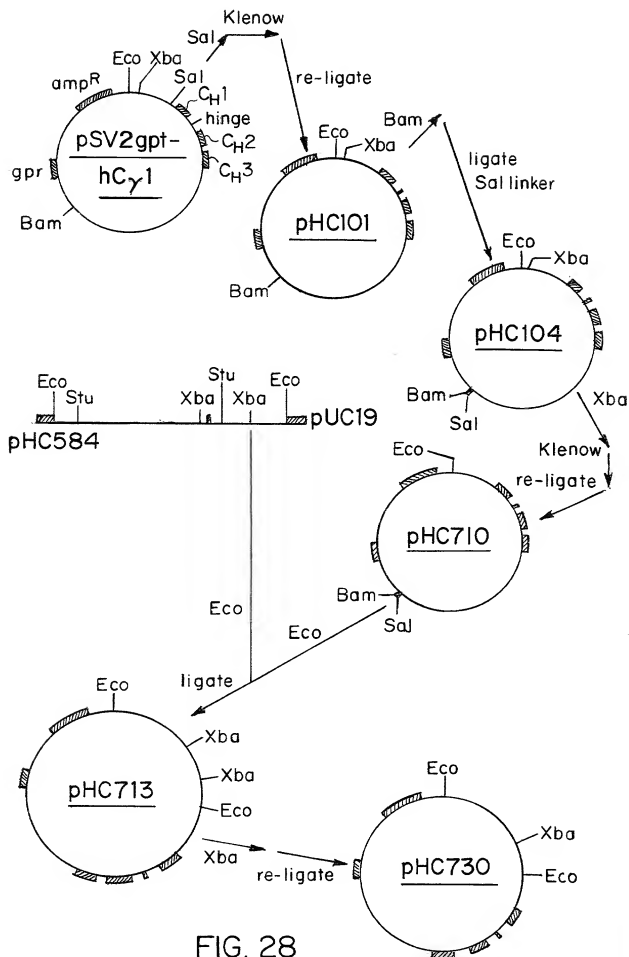 Sal
Klenow
re-ligate
Eco
Xba
Sal
ampR
CH1
hinge
CH2
CH3
gpr
Bam
pSV2gpt-
hCγ1
Eco
Xba
Bam
pHC101
Bam
ligate
Sal linker
Eco
Xba
pHC104
Bam
Sal
Xba
Klenow
re-ligate
Eco
Stu
Xba
Stu
Xba
Eco
pUC19
pHC584
Eco
pHC710
Bam
Sal
Eco
Eco
ligate
Eco
Xba
Xba
Eco
pHC713
Xba
re-ligate
Eco
Xba
Eco
pHC730
FIG. 28